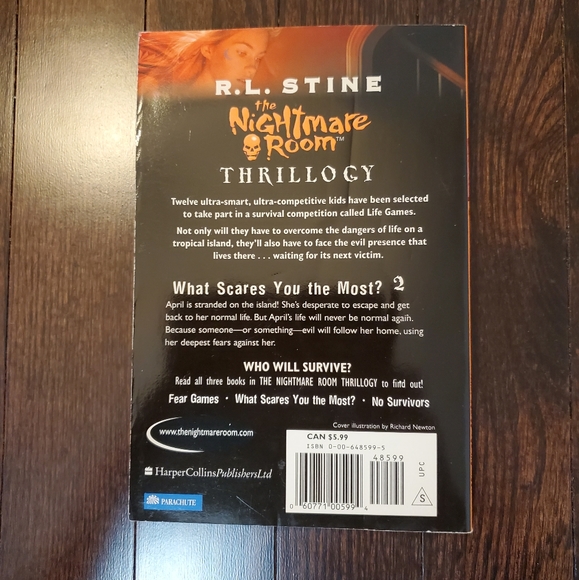 R.L. STINE
the
NiGHTMaRe
ROOM™
THRILLOGY
Twelve ultra-smart, ultra-competitive kids have been selected
to take part in a survival competition called Life Games.
Not only will they have to overcome the dangers of life on a
tropical island, they'll also have to face the evil presence that
lives there . . . waiting for its next victim.
What Scares You the Most? 2
April is stranded on the island! She's desperate to escape and get
back to her normal life. But April's life will never be normal again.
Because someone—or something—evil will follow her home, using
her deepest fears against her.
WHO WILL SURVIVE?
Read all three books in THE NIGHTMARE ROOM THRILLOGY to find out!
Fear Games • What Scares You the Most? • No Survivors
Cover illustration by Richard Newton
www.thenightmareroom.com
CAN $5.99
ISBN 0-00-648599-5
48599
UPC
S
HarperCollinsPublishersLtd
PARACHUTE
0 60771 00599 4